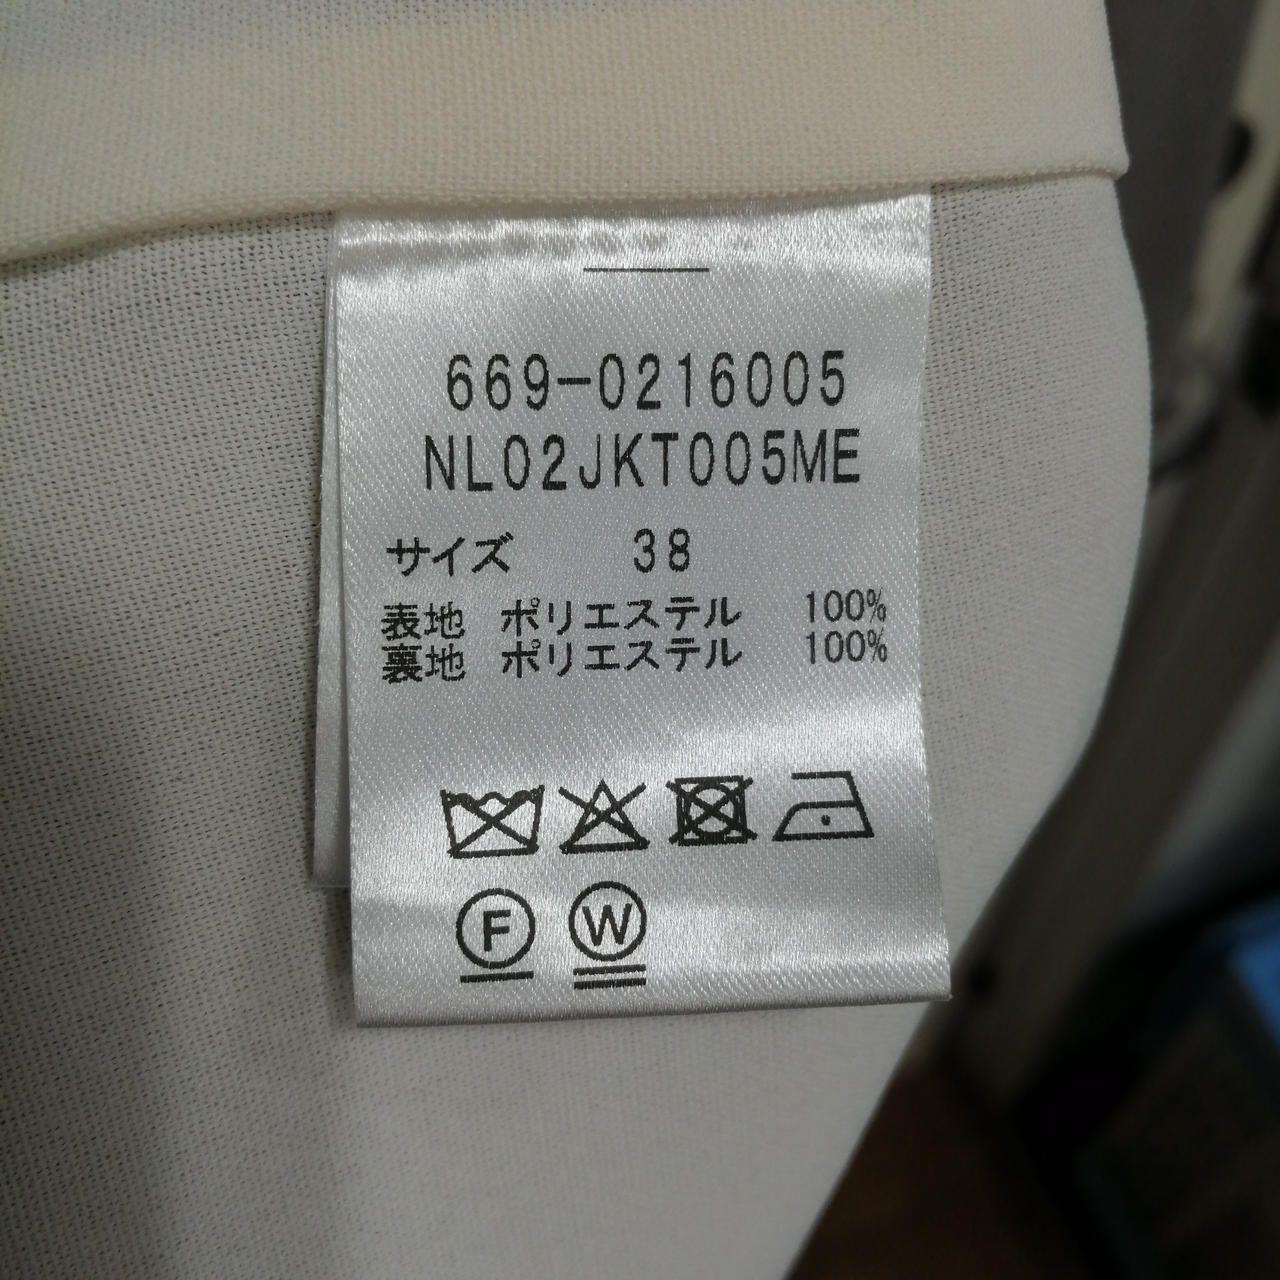 669-0216005
NL02JKT005ME
サイズ 38
表地 ポリエステル 100%
裏地 ポリエステル 100%
F W